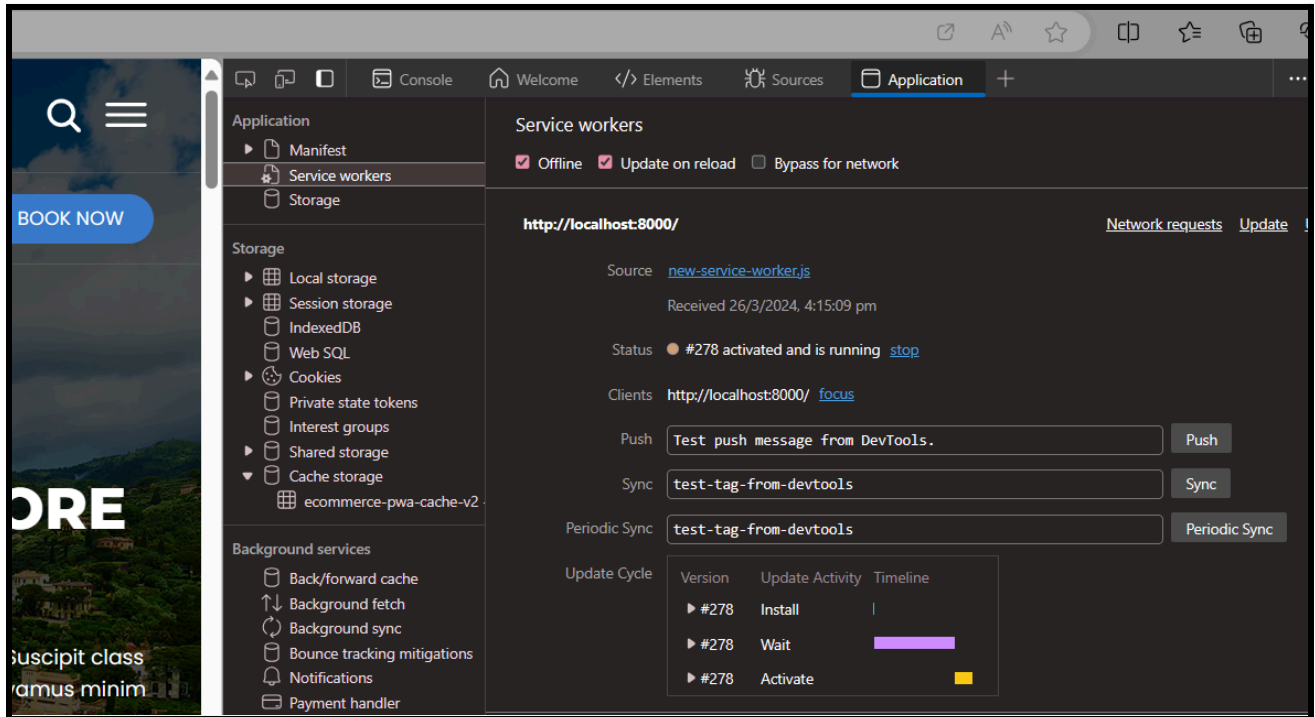 Console
Welcome
</> Elements
Sources
Application
BOOK NOW
ORE
Suscipit class
vamus minim
Application
Manifest
Service workers
Storage
Storage
Local storage
Session storage
IndexedDB
Web SQL
Cookies
Private state tokens
Interest groups
Shared storage
Cache storage
ecommerce-pwa-cache-v2
Background services
Back/forward cache
Background fetch
Background sync
Bounce tracking mitigations
Notifications
Payment handler
Service workers
Offline Update on reload Bypass for network
http://localhost:8000/ Network requests Update
Source new-service-worker.js
Received 26/3/2024, 4:15:09 pm
Status #278 activated and is running stop
Clients http://localhost:8000/ focus
Push Test push message from DevTools. Push
Sync test-tag-from-devtools Sync
Periodic Sync test-tag-from-devtools Periodic Sync
Update Cycle Version Update Activity Timeline
#278 Install
#278 Wait
#278 Activate